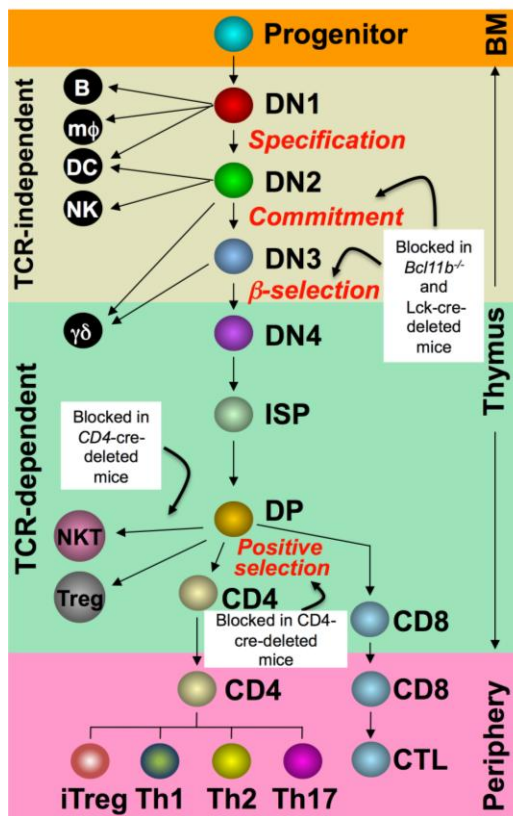 Progenitor
BM
B
mϕ
DC
NK
DN1
Specification
DN2
Commitment
DN3
β-selection
TCR-independent
Blocked in
Bcl11b-/-
and
Lck-cre-
deleted
mice
γδ
DN4
ISP
Blocked in
CD4-cre-
deleted
mice
DP
NKT
Treg
Positive
selection
CD4
Blocked in CD4-
cre-deleted
mice
CD8
TCR-dependent
Thymus
CD4
CD8
CTL
iTreg Th1 Th2 Th17
Periphery